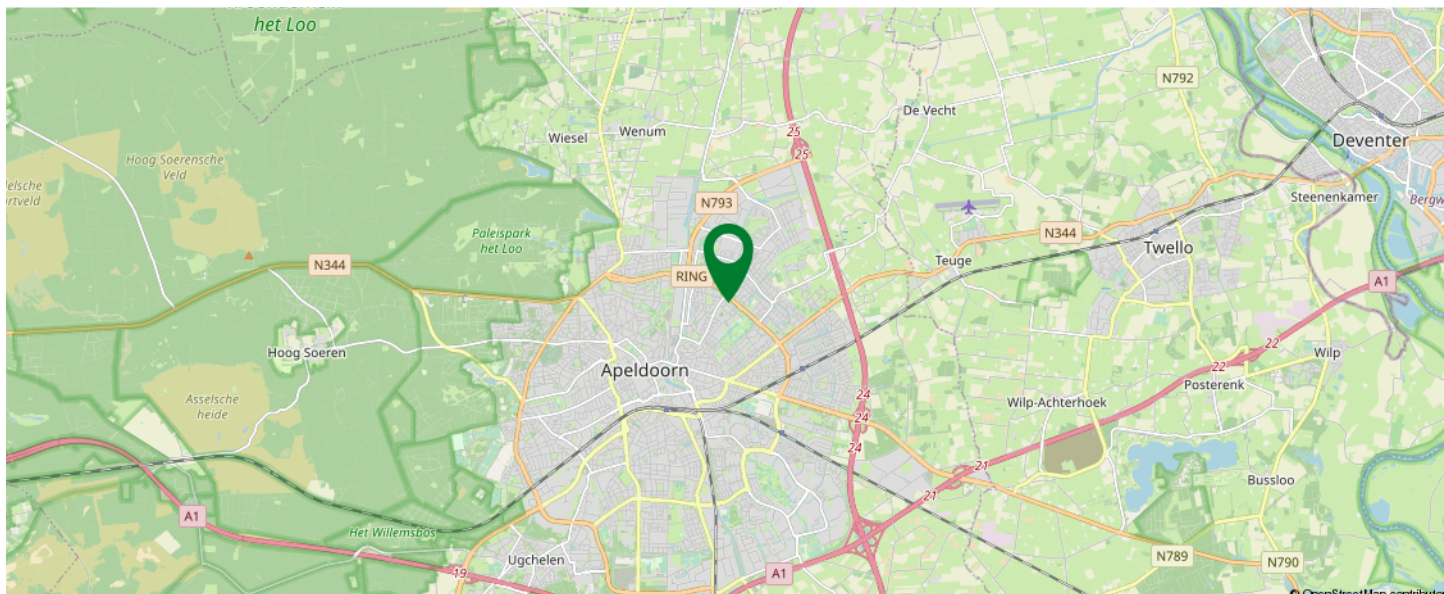 het Loo
N792
De Vecht
25
Wenum
Wiesel
Deventer
25
Hoog Soerensche
Veld
Steenenkamer
N793
Paleispark
het Loo
N344
Twello
Teuge
N344
RING
A1
22
Hoog Soeren
Wilp
22
Apeldoorn
Posterenk
24
Asselsche
heide
Wilp-Achterhoek
24
24
21
Bussloo
21
A1
Het Willemsbos
Ugchelen
N789
N790
19
A1
© OpenStreetMap